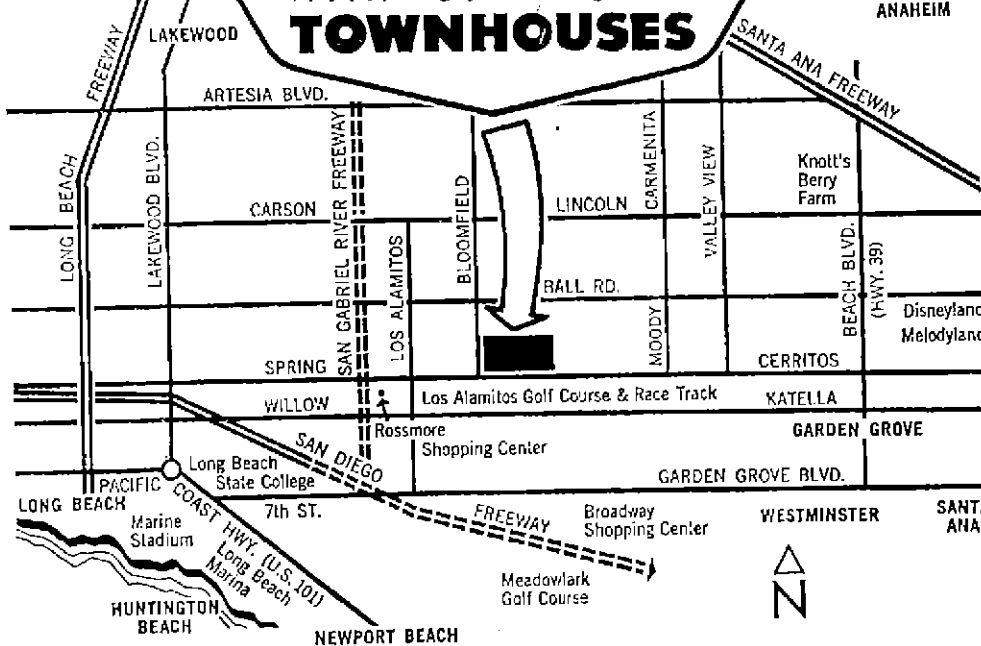 TOWNHOUSES
ANAHEIM
LAKEWOOD
FREEWAY
SANTA ANA FREEWAY
ARTESIA BLVD.
LONG BEACH
LAKEWOOD BLVD.
SAN GABRIEL RIVER FREEWAY
BLOOMFIELD
CARMENITA
VALLEY VIEW
Knott's
Berry
Farm
CARSON
LINCOLN
LOS ALAMITOS
BALL RD.
MOODY
BEACH BLVD.
(HWY. 39)
Disneyland
Melodyland
SPRING
CERRITOS
WILLOW
Los Alamitos Golf Course & Race Track
KATELLA
Rossmore
Shopping Center
GARDEN GROVE
SAN DIEGO
FREEWAY
Long Beach
State College
GARDEN GROVE BLVD.
PACIFIC COAST HWY. (U.S. 101)
LONG BEACH
7th ST.
Marine
Stadium
Long Beach
Marina
Broadway
Shopping Center
WESTMINSTER
SANTA
ANA
Meadowlark
Golf Course
N
HUNTINGTON
BEACH
NEWPORT BEACH